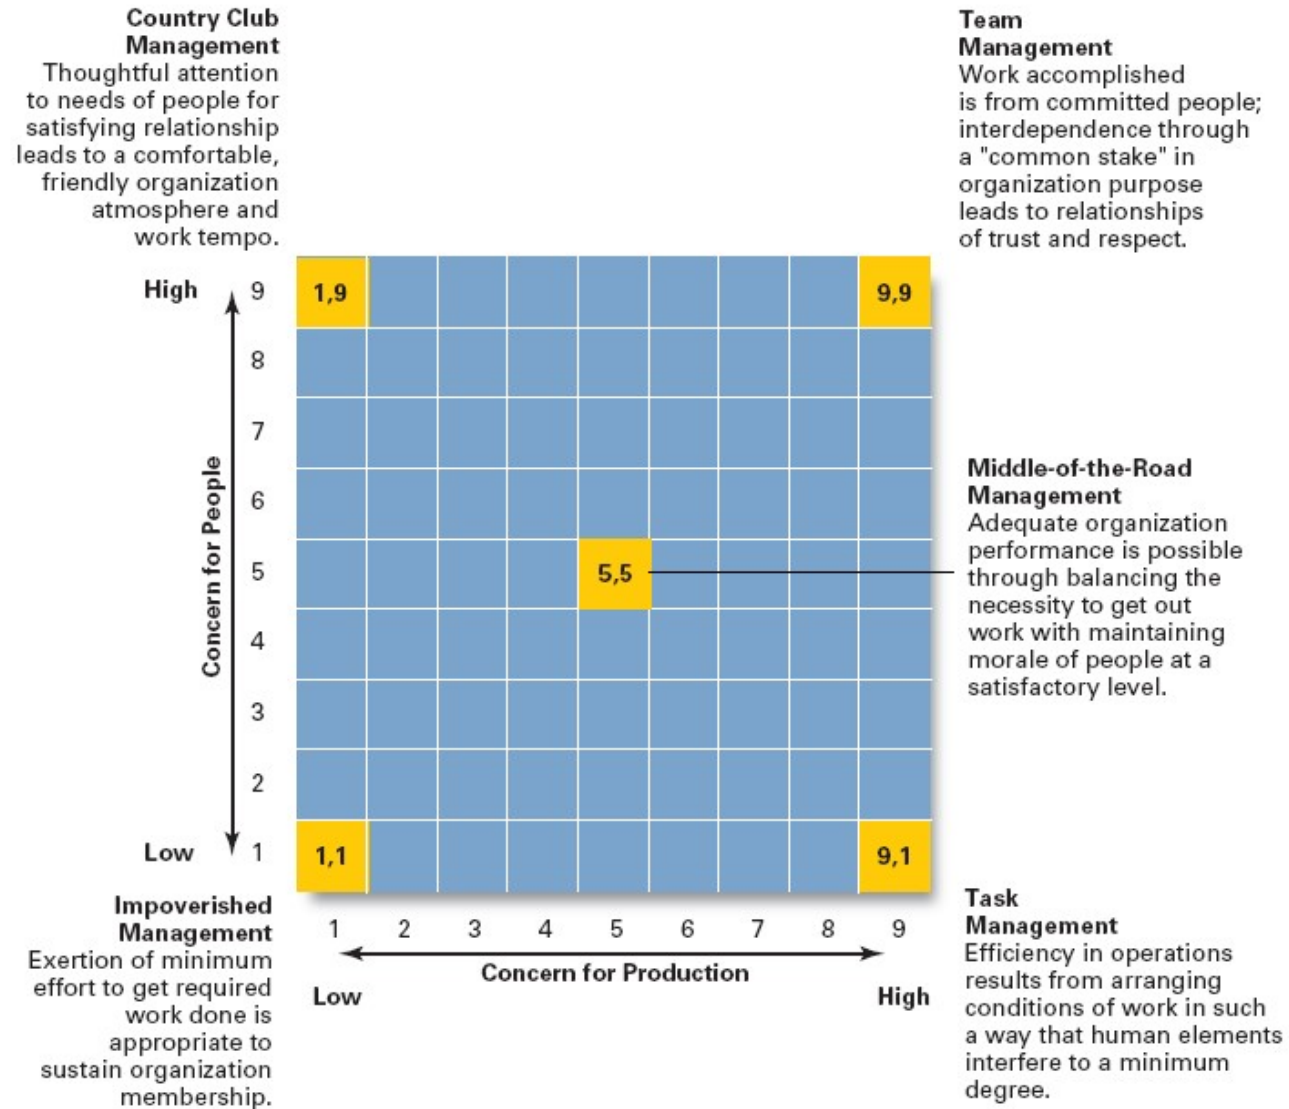 Country Club
Management
Thoughtful attention
to needs of people for
satisfying relationship
leads to a comfortable,
friendly organization
atmosphere and
work tempo.
Team
Management
Work accomplished
is from committed people;
interdependence through
a "common stake" in
organization purpose
leads to relationships
of trust and respect.
High
9
1,9
9,9
8
7
6
5
5,5
4
3
2
Low
1
1,1
9,1
Concern for People
Middle-of-the-Road
Management
Adequate organization
performance is possible
through balancing the
necessity to get out
work with maintaining
morale of people at a
satisfactory level.
Impoverished
Management
Exertion of minimum
effort to get required
work done is
appropriate to
sustain organization
membership.
1 2 3 4 5 6 7 8 9
Concern for Production
Low
High
Task
Management
Efficiency in operations
results from arranging
conditions of work in such
a way that human elements
interfere to a minimum
degree.